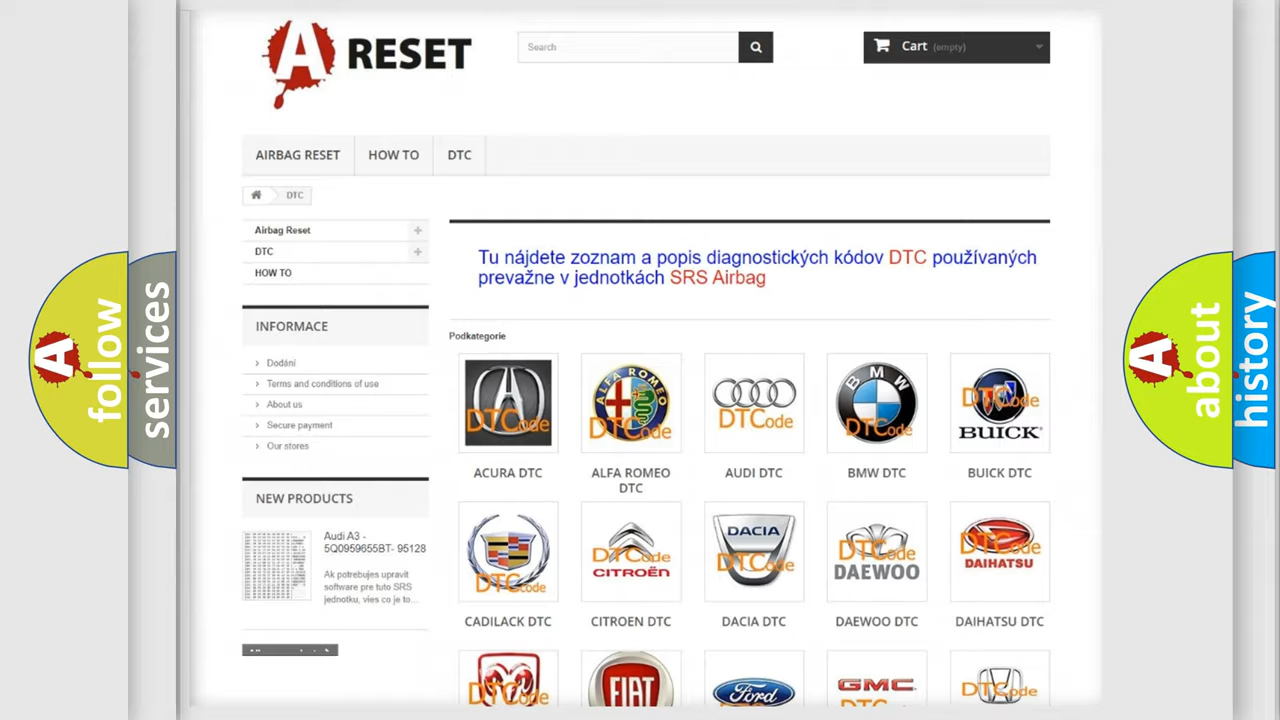 A RESET
Search
Cart (empty)
AIRBAG RESET
HOW TO
DTC
DTC
Airbag Reset
DTC
HOW TO
INFORMACE
Dodání
Terms and conditions of use
About us
Secure payment
Our stores
NEW PRODUCTS
Audi A3 -
5Q0959655BT- 95128
Ak potrebujes upravit
software pre tuto SRS
jednotku, vies co je to...
Tu nájdete zoznam a popis diagnostických kódov DTC používaných
prevažne v jednotkách SRS Airbag
Podkategorie
DTCode
ALFA ROMEO
DTCode
DTCode
BMW
DTCode
DTCode
BUICK
ACURA DTC
ALFA ROMEO
DTC
AUDI DTC
BMW DTC
BUICK DTC
DTCode
DTCode
CITROËN
DACIA
DTCode
DTCode
DAEWOO
DTCode
DAIHATSU
CADILACK DTC
CITROEN DTC
DACIA DTC
DAEWOO DTC
DAIHATSU DTC
DTCode
FIAT
Ford
GMC
DTCode
A follow
services
A about
history